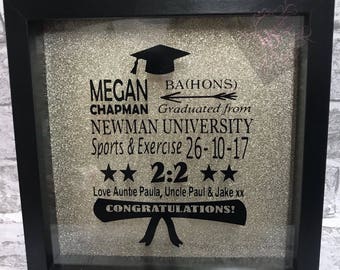 MEGAN
CHAPMAN
BA(HONS)
Graduated from
NEWMAN UNIVERSITY
Sports & Exercise 26-10-17
2:2
Love Auntie Paula, Uncle Paul & Jake xx
CONGRATULATIONS!